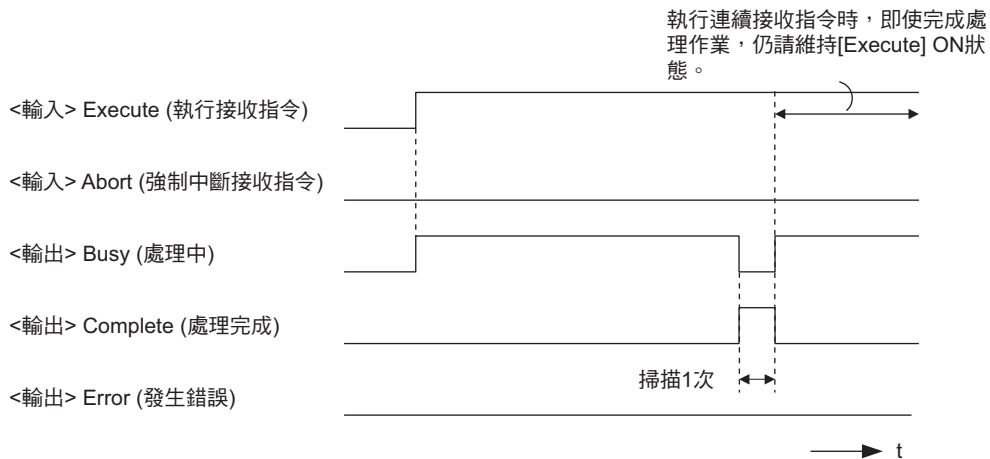 執行連續接收指令時，即使完成處
理作業，仍請維持[Execute] ON狀
態。
<輸入> Execute (執行接收指令)
<輸入> Abort (強制中斷接收指令)
<輸出> Busy (處理中)
<輸出> Complete (處理完成)
掃描1次
<輸出> Error (發生錯誤)
t